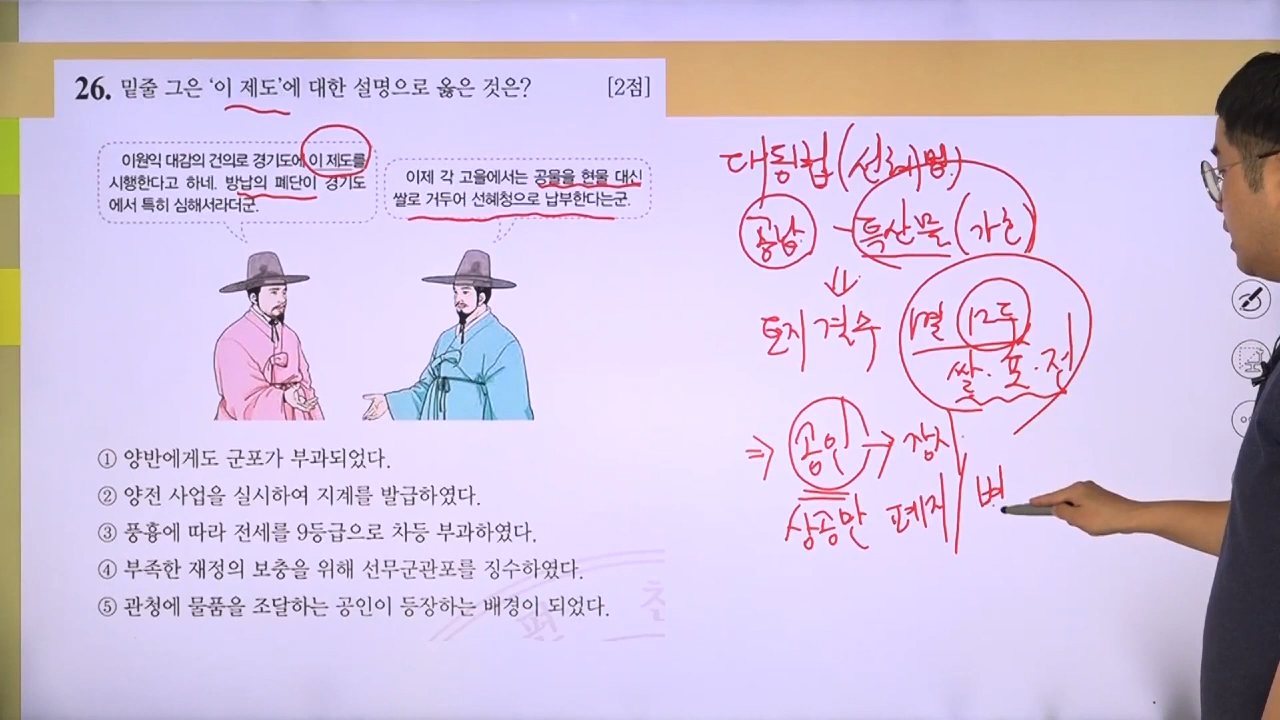 26. 밑줄 그은 '이 제도'에 대한 설명으로 옳은 것은? [2점]
이원익 대감의 건의로 경기도에 이 제도를
시행한다고 하네. 방납의 폐단이 경기도
에서 특히 심해서라더군.
이제 각 고을에서는 공물을 현물 대신
쌀로 거두어 선혜청으로 납부한다는군.
① 양반에게도 군포가 부과되었다.
② 양전 사업을 실시하여 지계를 발급하였다.
③ 풍흉에 따라 전세를 9등급으로 차등 부과하였다.
④ 부족한 재정의 보충을 위해 선무군관포를 징수하였다.
⑤ 관청에 물품을 조달하는 공인이 등장하는 배경이 되었다.
대동법 (선혜법)
공납 - 특산물 (가호)
⇓
토지 결수 1결 12두
쌀·포·전
⇒ 공인 → 장시
상공만 폐지 / 벼